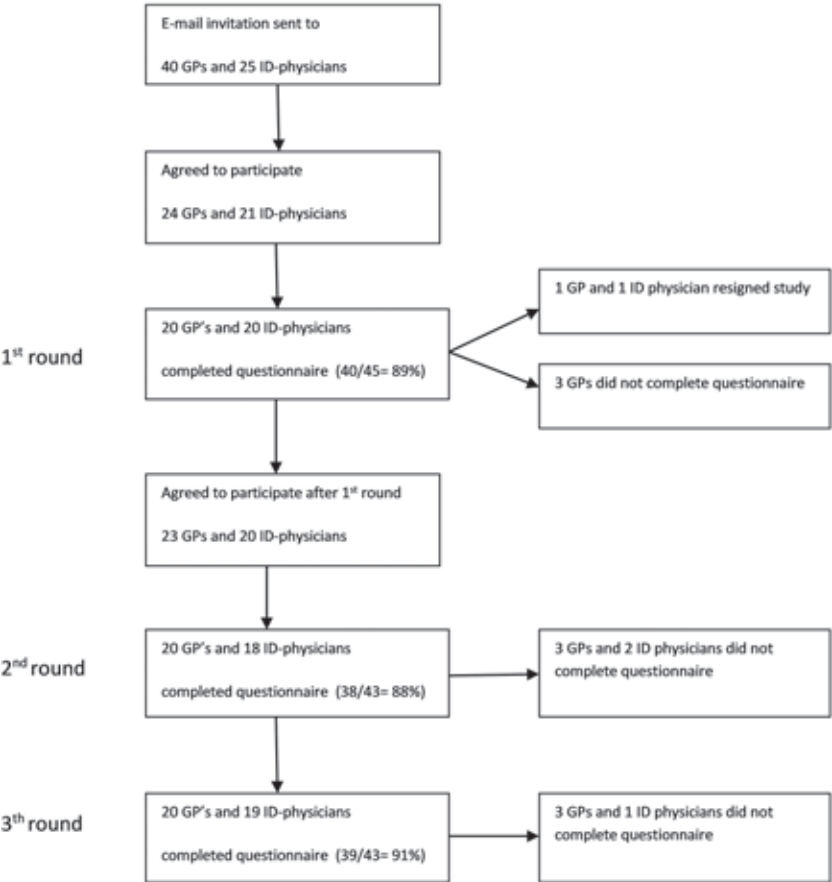 E-mail invitation sent to
40 GPs and 25 ID-physicians
Agreed to participate
24 GPs and 21 ID-physicians
1st round
20 GP's and 20 ID-physicians
completed questionnaire (40/45= 89%)
1 GP and 1 ID physician resigned study
3 GPs did not complete questionnaire
Agreed to participate after 1st round
23 GPs and 20 ID-physicians
2nd round
20 GP's and 18 ID-physicians
completed questionnaire (38/43= 88%)
3 GPs and 2 ID physicians did not
complete questionnaire
3th round
20 GP's and 19 ID-physicians
completed questionnaire (39/43= 91%)
3 GPs and 1 ID physicians did not
complete questionnaire